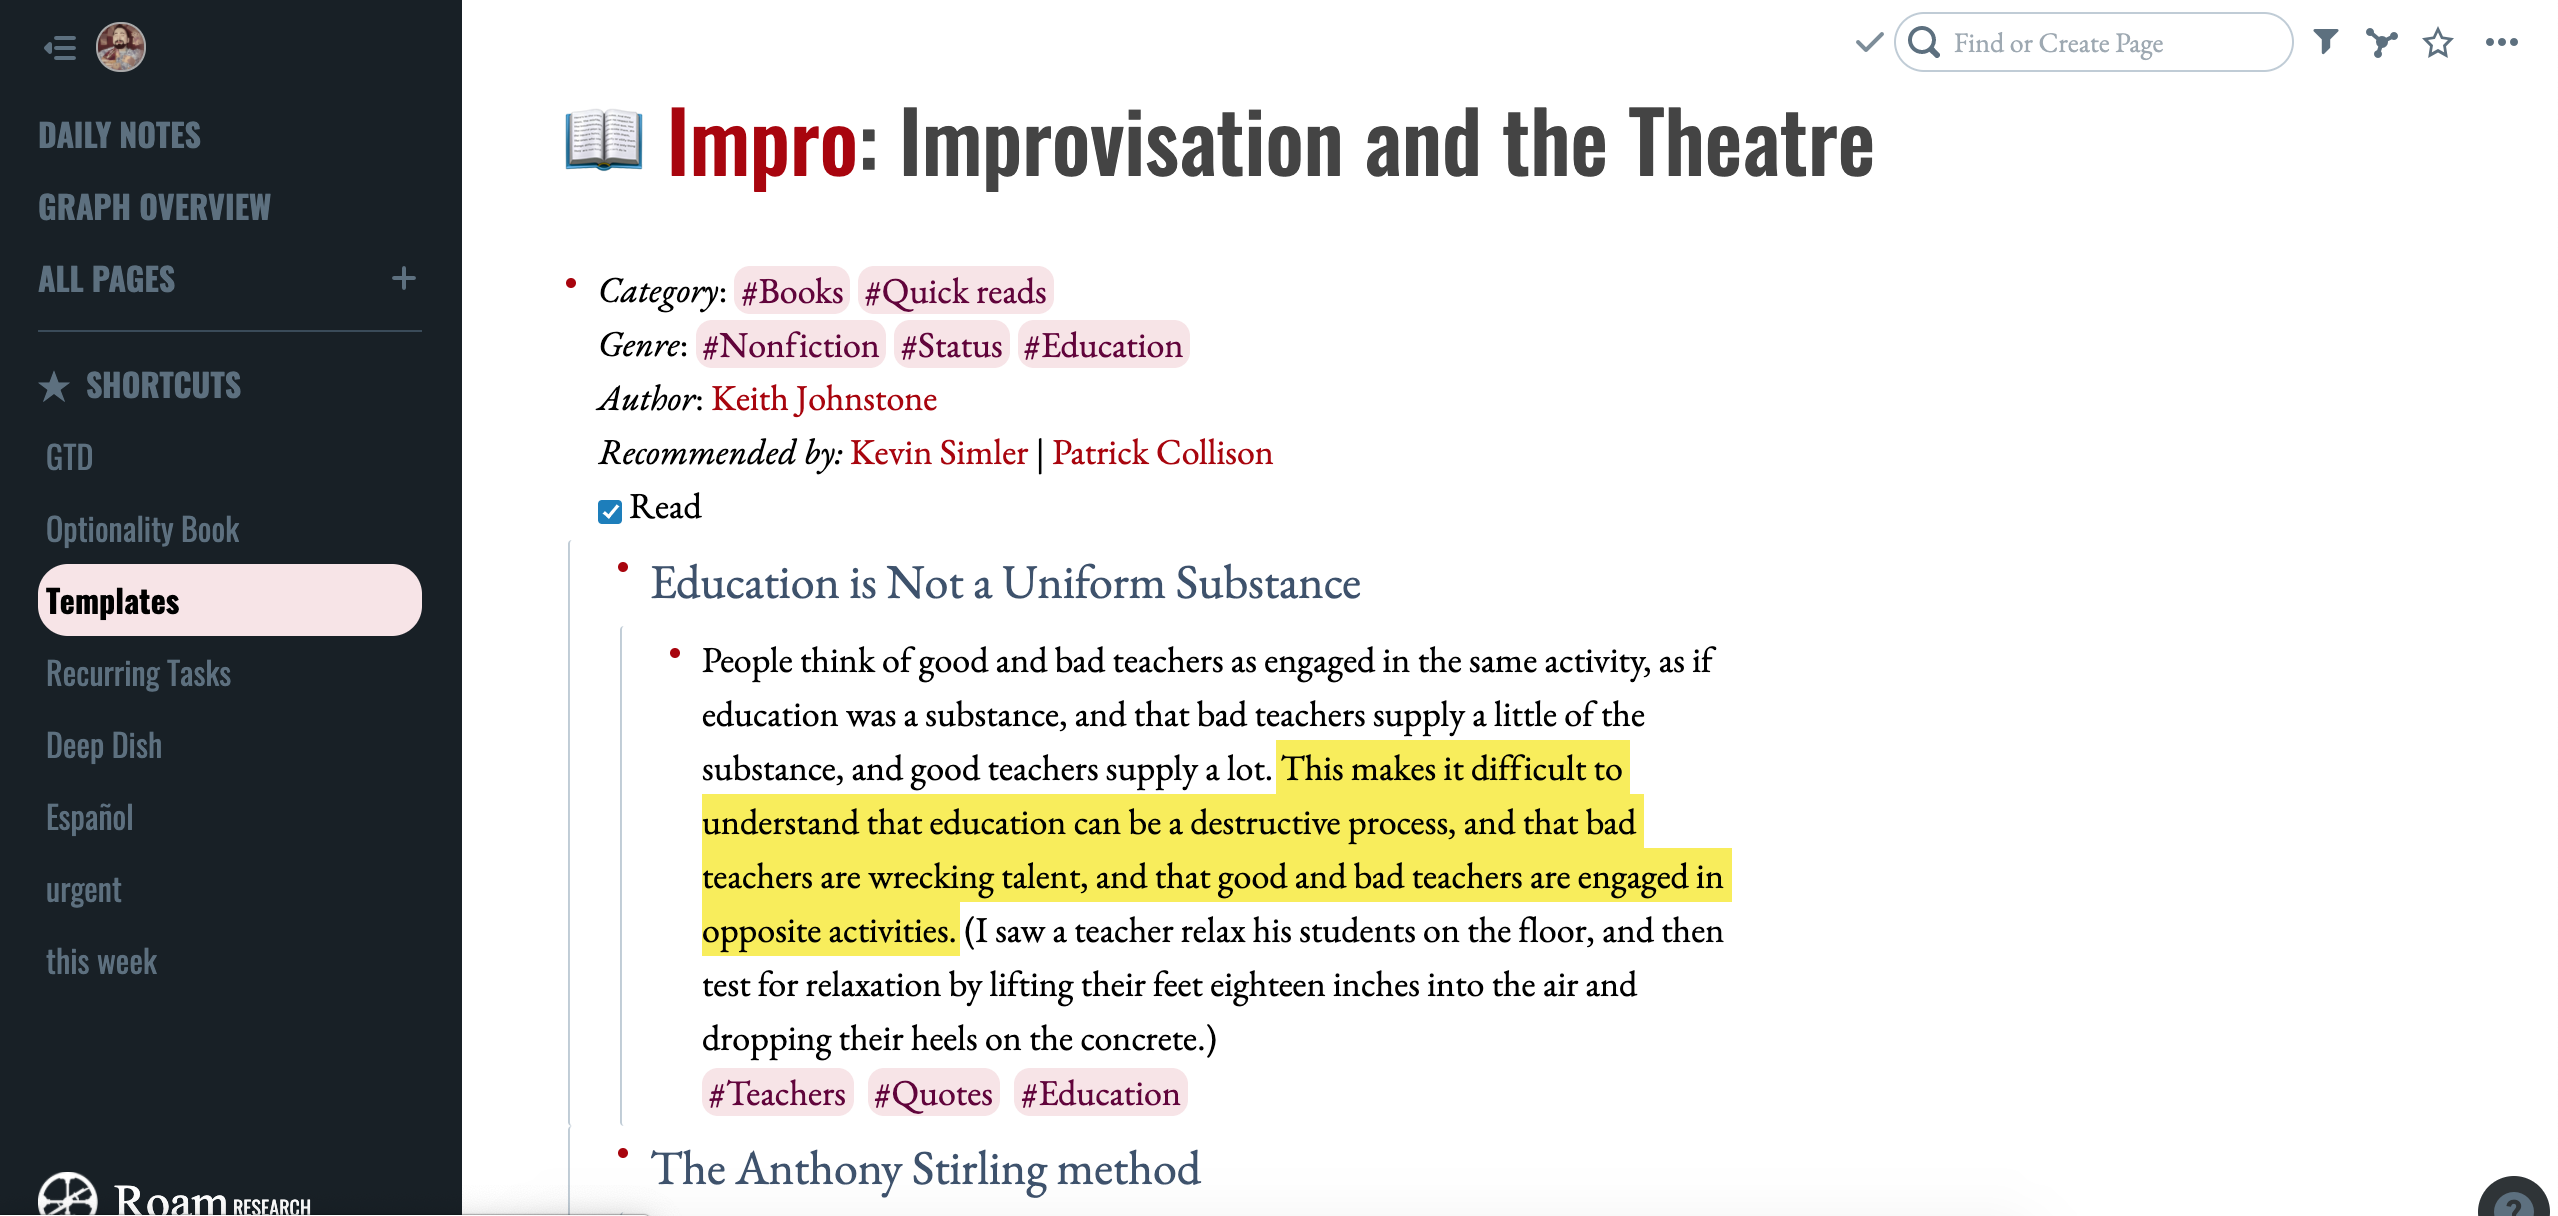 DAILY NOTES
GRAPH OVERVIEW
ALL PAGES
SHORTCUTS
GTD
Optionality Book
Templates
Recurring Tasks
Deep Dish
Español
urgent
this week
Roam RESEARCH
Find or Create Page
Impro: Improvisation and the Theatre
Category: #Books #Quick reads
Genre: #Nonfiction #Status #Education
Author: Keith Johnstone
Recommended by: Kevin Simler | Patrick Collison
Read
Education is Not a Uniform Substance
People think of good and bad teachers as engaged in the same activity, as if
education was a substance, and that bad teachers supply a little of the
substance, and good teachers supply a lot. This makes it difficult to
understand that education can be a destructive process, and that bad
teachers are wrecking talent, and that good and bad teachers are engaged in
opposite activities. (I saw a teacher relax his students on the floor, and then
test for relaxation by lifting their feet eighteen inches into the air and
dropping their heels on the concrete.)
#Teachers #Quotes #Education
The Anthony Stirling method
?